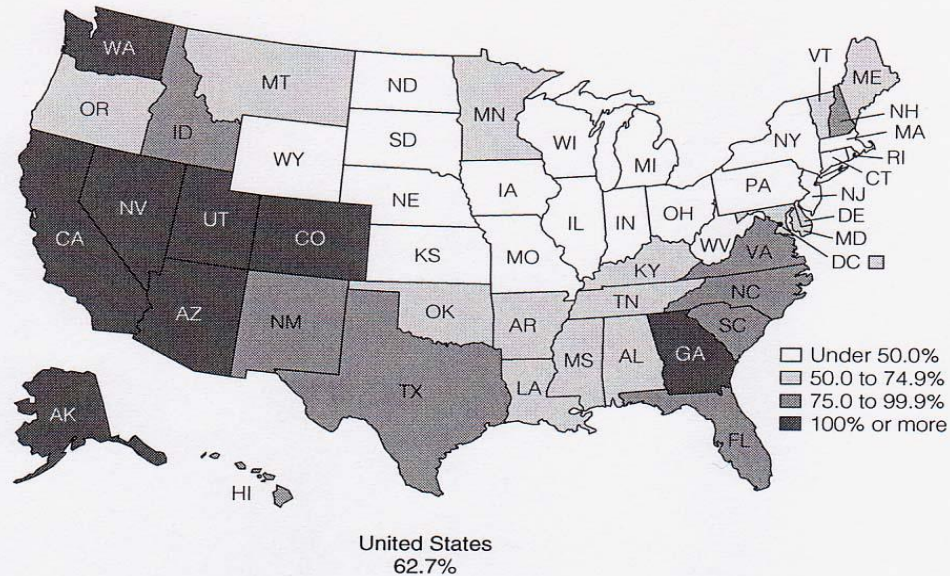 WA
VT
ME
MT
ND
OR
MN
NH
ID
MA
SD
WI
NY
MI
RI
WY
CT
PA
IA
NJ
NE
NV
OH
DE
UT
IL
IN
CA
CO
MD
WV
VA
KS
MO
DC
KY
NC
TN
AZ
OK
NM
AR
SC
MS
AL
GA
Under 50.0%
50.0 to 74.9%
TX
LA
75.0 to 99.9%
AK
100% or more
FL
HI
United States
62.7%